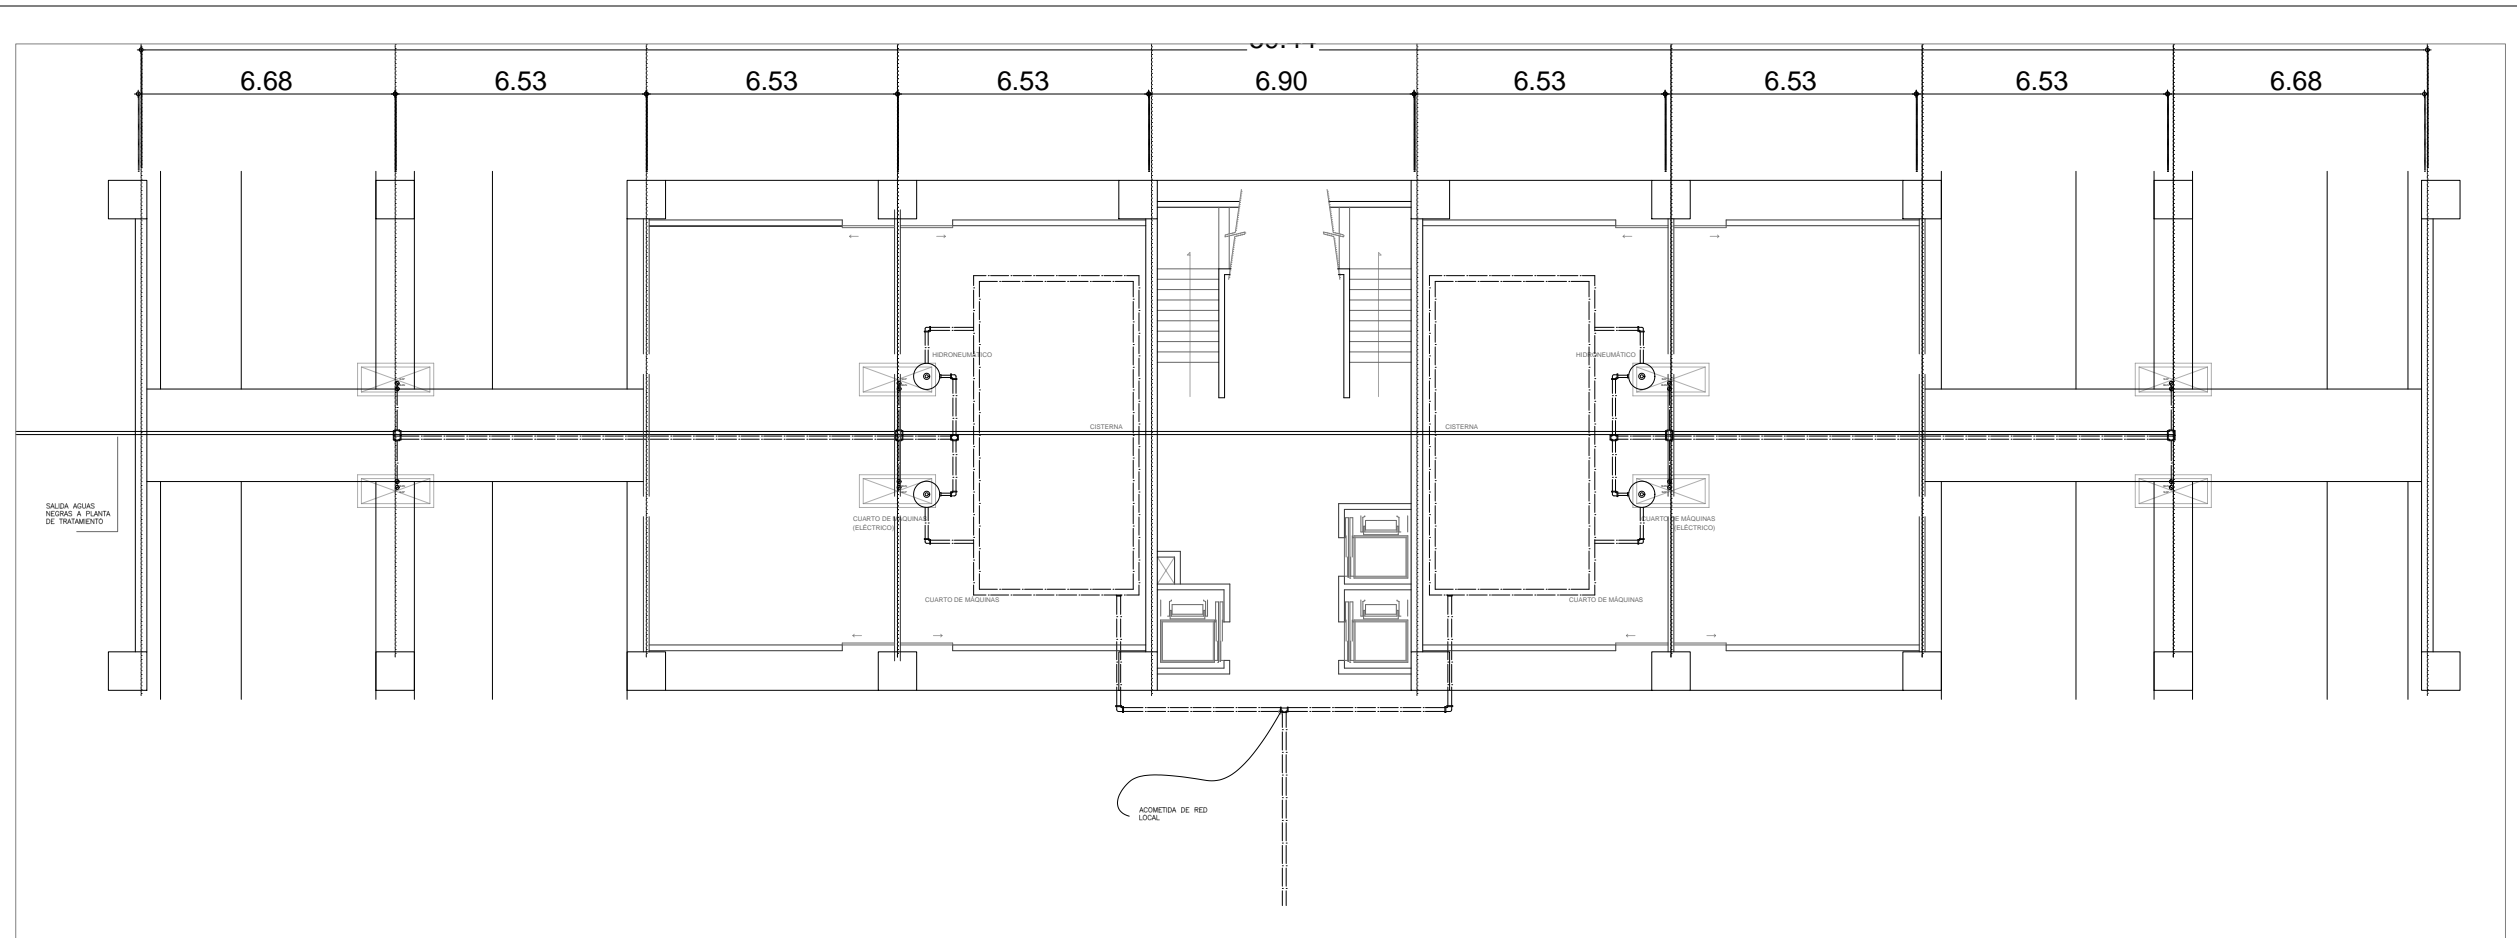 6.68
6.53
6.53
6.53
6.90
6.53
6.53
6.53
6.68
HIDRONEUMÁTICO
HIDRONEUMÁTICO
CISTERNA
CISTERNA
SALIDA AGUAS
NEGRAS A PLANTA
DE TRATAMIENTO
CUARTO DE MÁQUINAS
(ELÉCTRICO)
CUARTO DE MÁQUINAS
(ELÉCTRICO)
CUARTO DE MÁQUINAS
CUARTO DE MÁQUINAS
ACOMETIDA DE RED
LOCAL